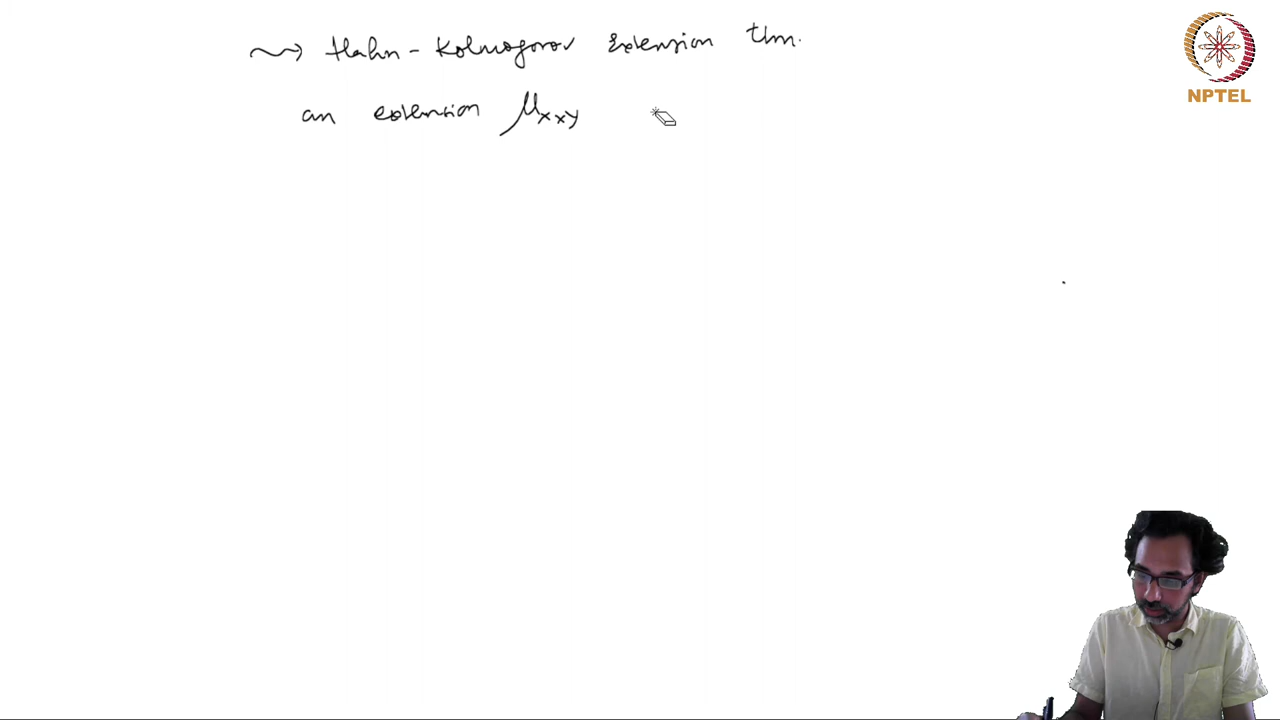 ⇝ Hahn-Kolmogorov Extension thm.
an extension μ_{X×Y}
NPTEL